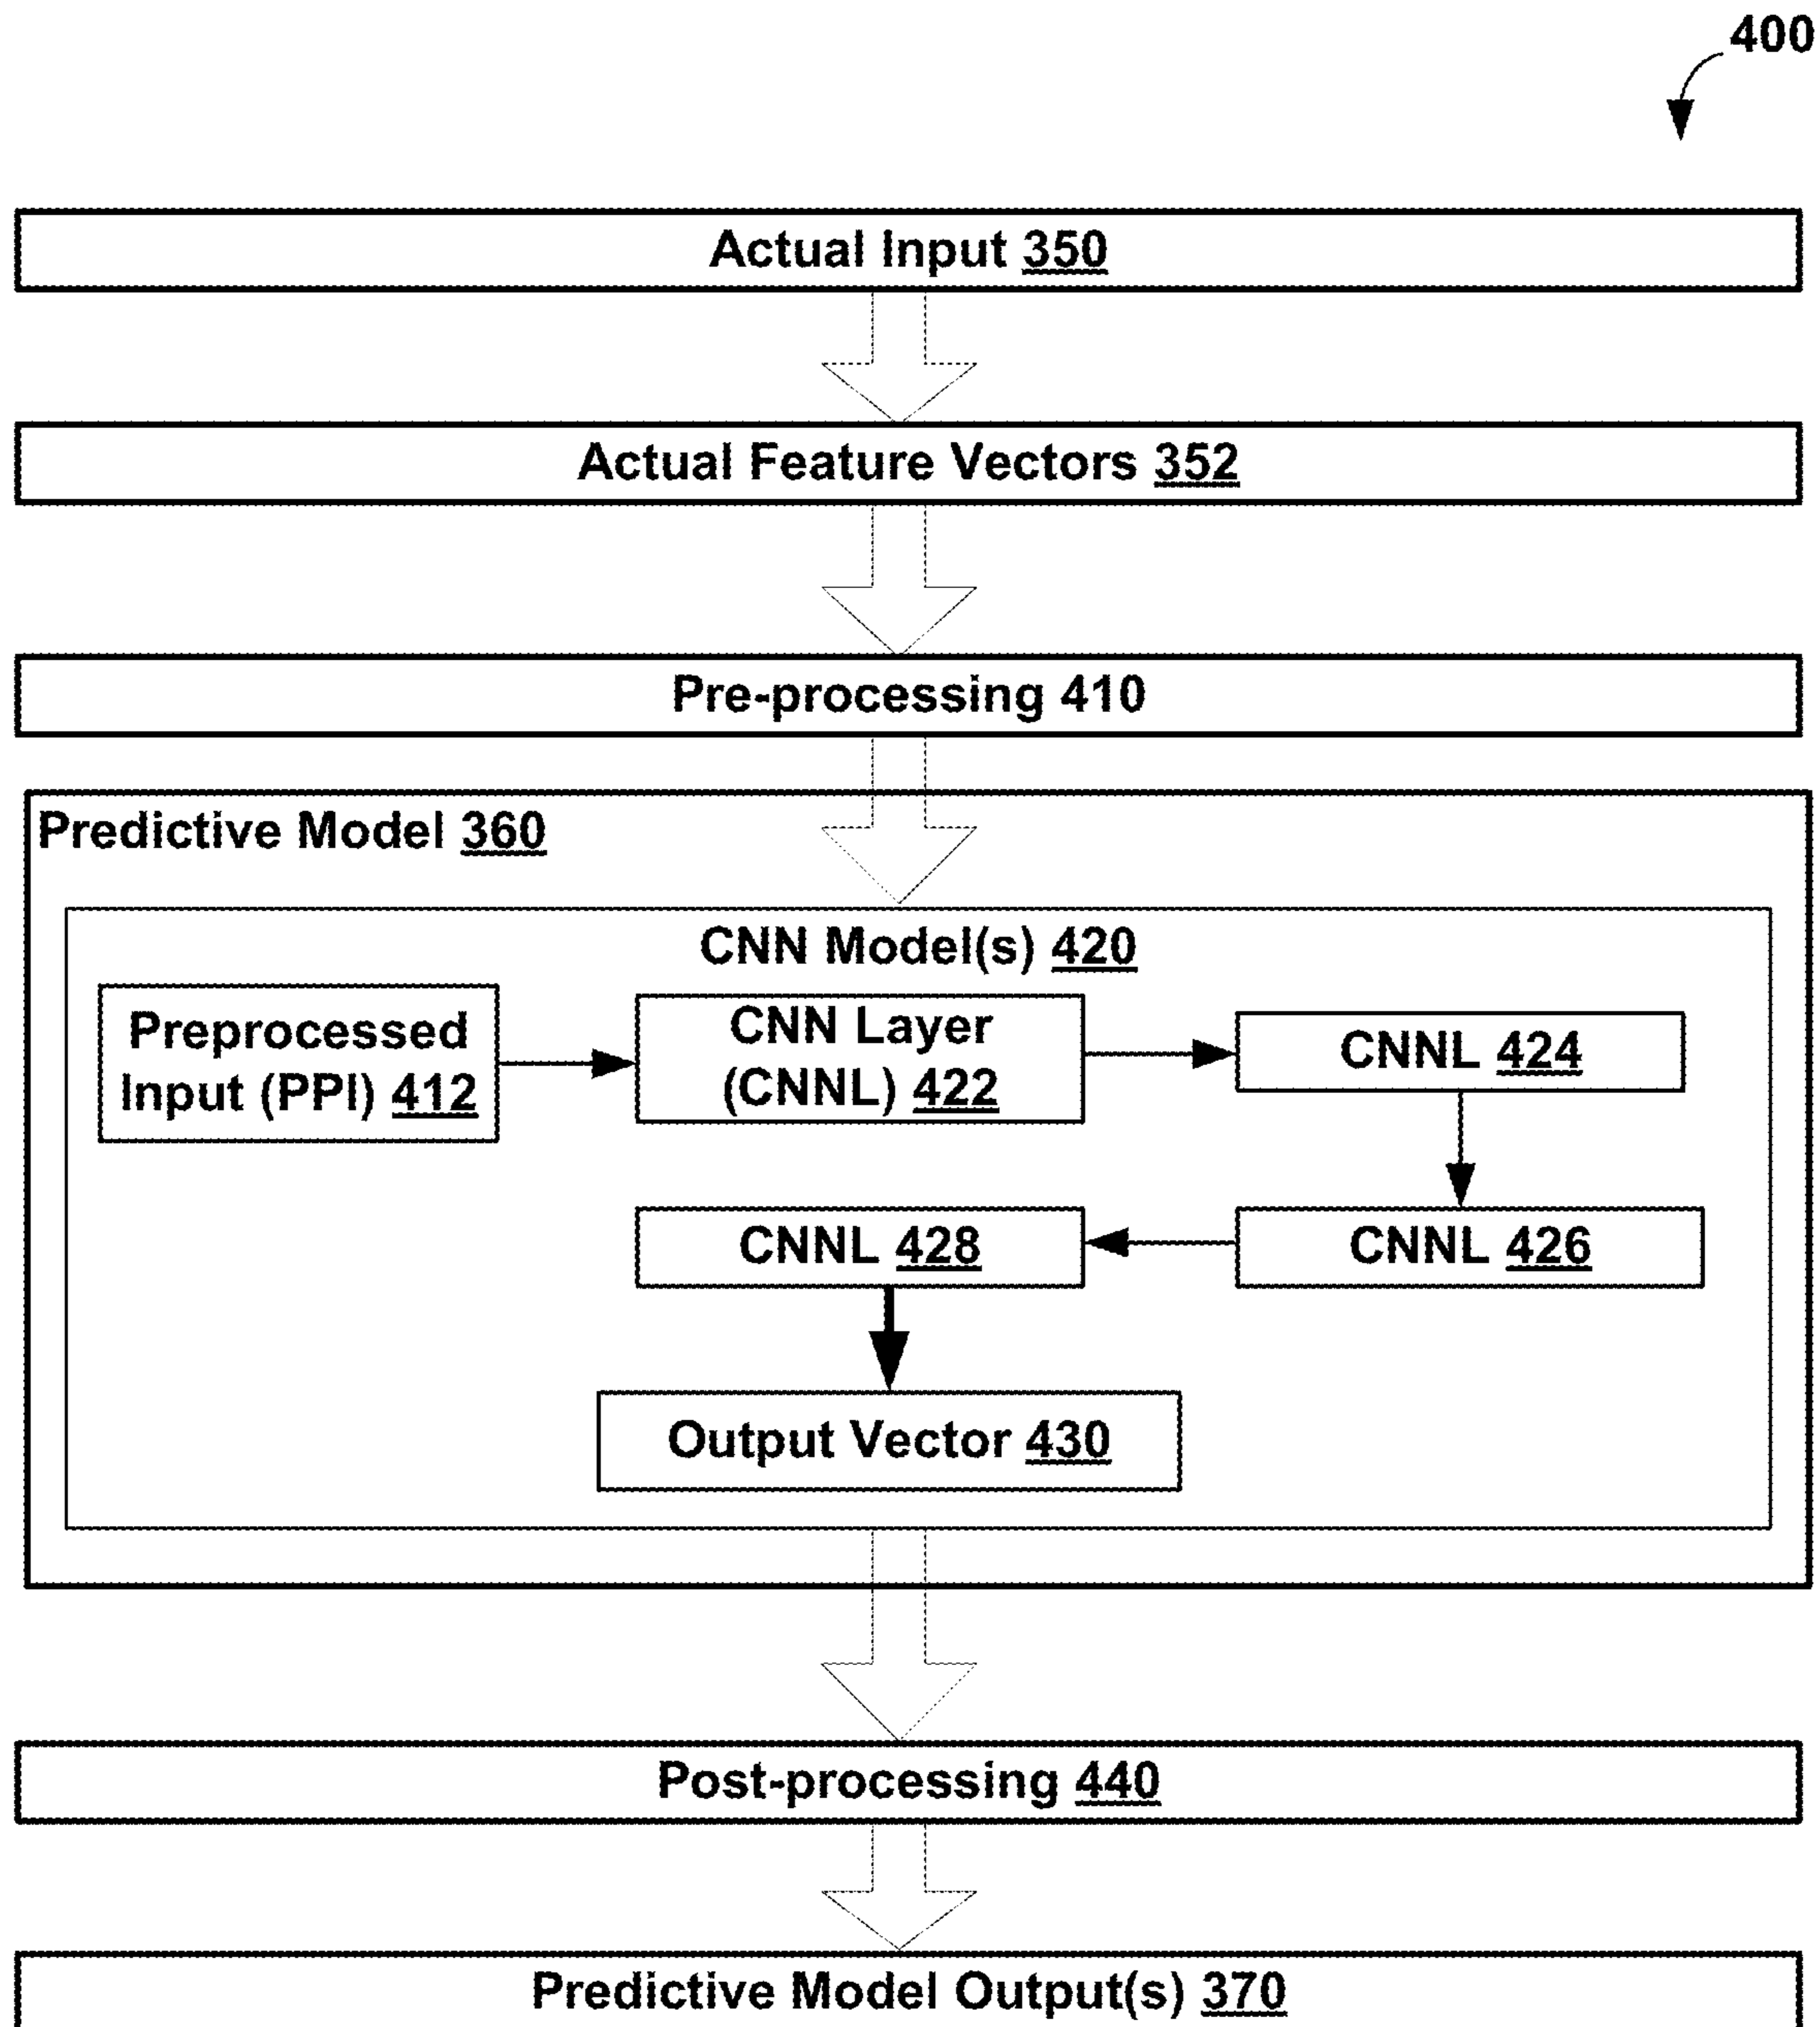 400
Actual Input 350
Actual Feature Vectors 352
Pre-processing 410
Predictive Model 360
CNN Model(s) 420
Preprocessed
Input (PPI) 412
CNN Layer
(CNNL) 422
CNNL 424
CNNL 426
CNNL 428
Output Vector 430
Post-processing 440
Predictive Model Output(s) 370